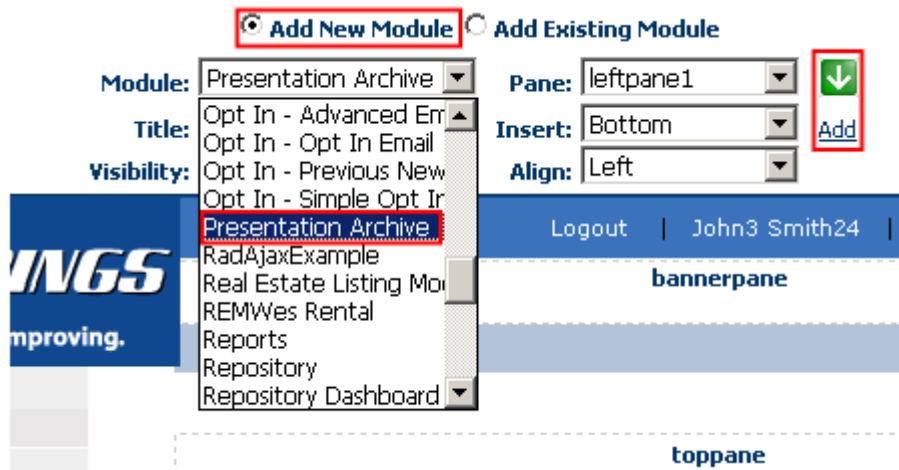 Add New Module Add Existing Module
Module: Presentation Archive Pane: leftpane1
Title: Insert: Bottom Add
Visibility: Align: Left
Opt In - Advanced Em
Opt In - Opt In Email
Opt In - Previous New
Opt In - Simple Opt In
Presentation Archive
RadAjaxExample
Real Estate Listing Mo
REMWes Rental
Reports
Repository
Repository Dashboard
Logout | John3 Smith24 |
INGS
mproving.
bannerpane
toppane